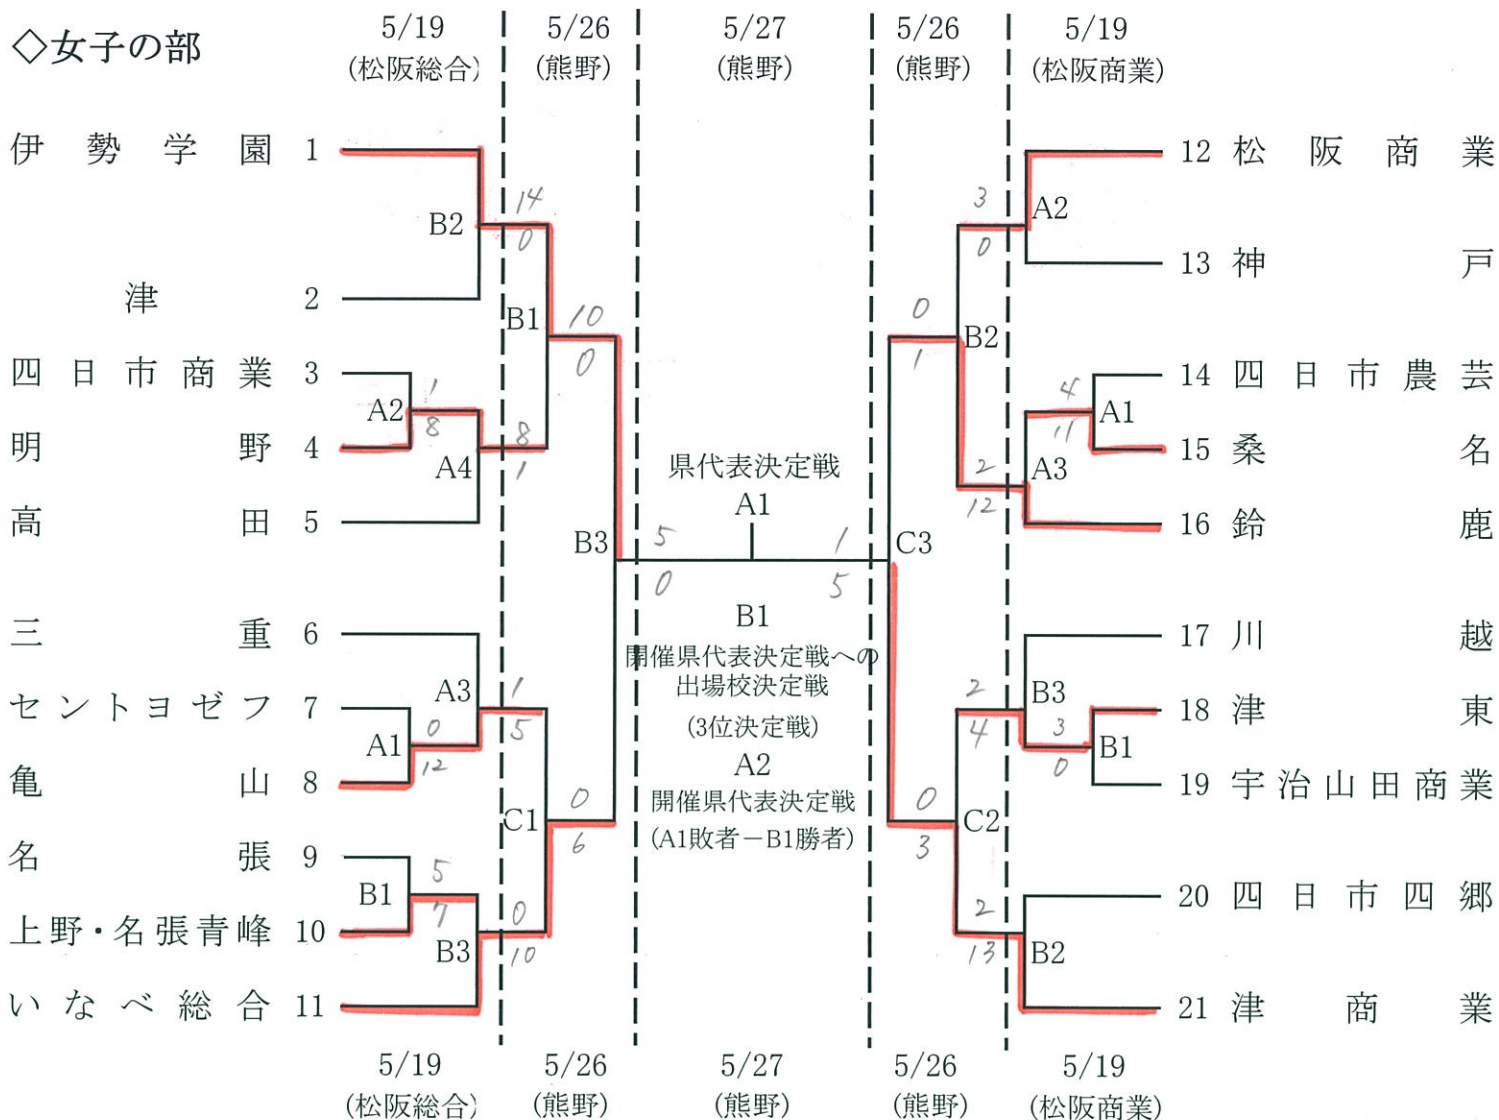 ◇女子の部
5/19 5/26 5/27 5/26 5/19
(松阪総合) (熊野) (熊野) (熊野) (松阪商業)
伊勢学園 1
B2
14
0
津 2
B1
10
0
四日市商業 3
A2
1
8
明野 4
A4
8
1
高田 5
B3
5
0
三重 6
A3
1
5
セントヨゼフ 7
A1
0
12
亀山 8
C1
0
6
名張 9
B1
5
7
上野・名張青峰 10
B3
0
10
いなべ総合 11
県代表決定戦
A1
B1
開催県代表決定戦への
出場校決定戦
(3位決定戦)
A2
開催県代表決定戦
(A1敗者－B1勝者)
12 松阪商業
A2
3
0
13 神戸
B2
0
1
14 四日市農芸
A1
4
11
15 桑名
A3
2
12
16 鈴鹿
C3
1
5
17 川越
B3
2
4
18 津東
B1
3
0
19 宇治山田商業
C2
0
3
20 四日市四郷
B2
2
13
21 津商業
5/19 5/26 5/27 5/26 5/19
(松阪総合) (熊野) (熊野) (熊野) (松阪商業)